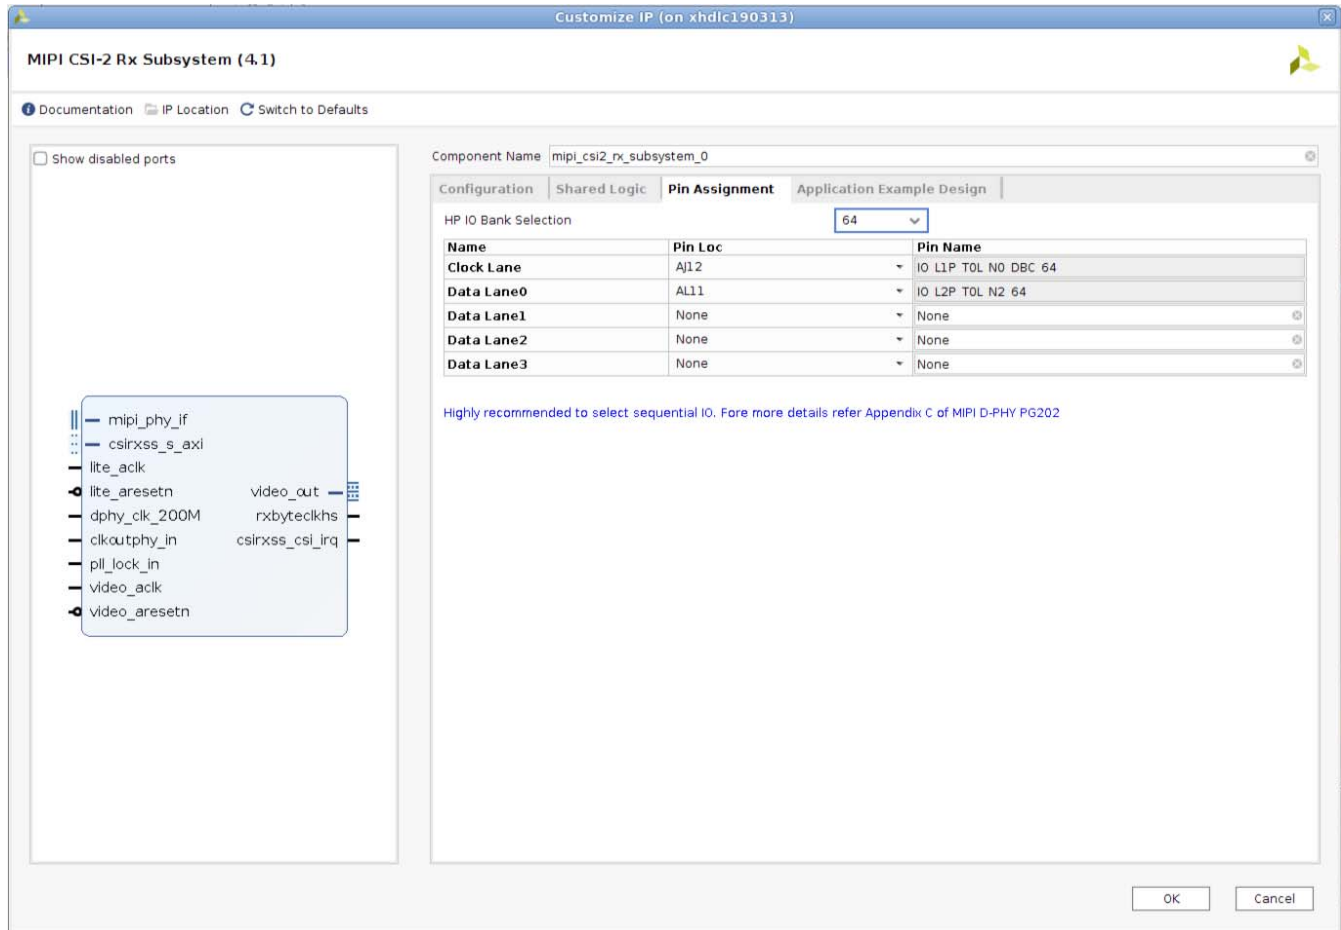 Customize IP (on xhdlc190313)
MIPI CSI-2 Rx Subsystem (4.1)
Documentation IP Location Switch to Defaults
Show disabled ports
mipi_phy_if
csirxss_s_axi
lite_aclk
lite_aresetn
dphy_clk_200M
clkoutphy_in
pll_lock_in
video_aclk
video_aresetn
video_out
rxbyteclkhs
csirxss_csi_irq
Component Name mipi_csi2_rx_subsystem_0
Configuration Shared Logic Pin Assignment Application Example Design
HP IO Bank Selection 64
Name Pin Loc Pin Name
Clock Lane AJ12 IO L1P T0L N0 DBC 64
Data Lane0 AL11 IO L2P T0L N2 64
Data Lane1 None None
Data Lane2 None None
Data Lane3 None None
Highly recommended to select sequential IO. Fore more details refer Appendix C of MIPI D-PHY PG202
OK Cancel